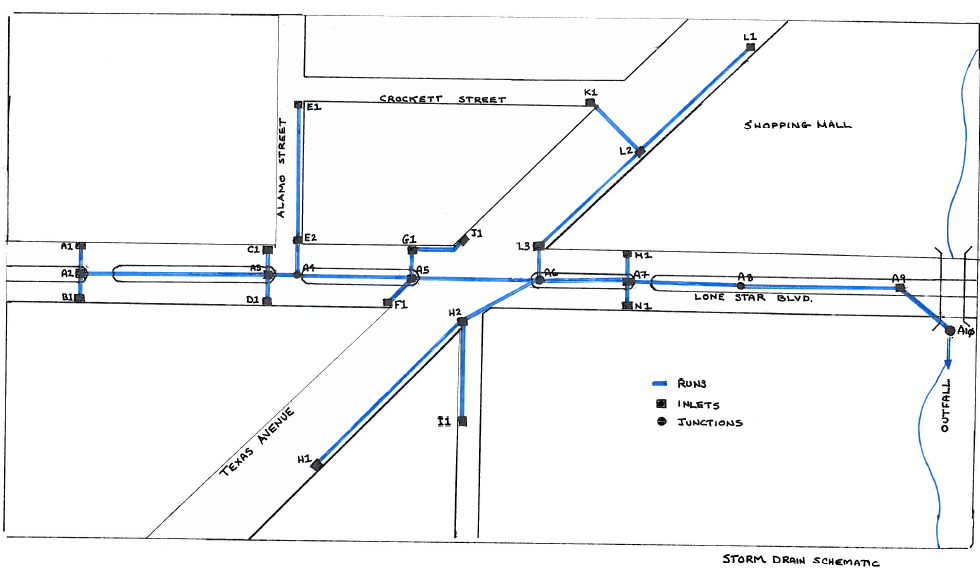 L1
K1
CROCKETT STREET
E1
SHOPPING MALL
ALAMO STREET
L2
A1
C1
E2
G1
J1
L3
M1
A2
A3
A4
A5
A6
A7
A8
A9
B1
D1
F1
N1
LONE STAR BLVD.
H2
A10
RUNS
INLETS
JUNCTIONS
I1
OUTFALL
TEXAS AVENUE
H1
STORM DRAIN SCHEMATIC